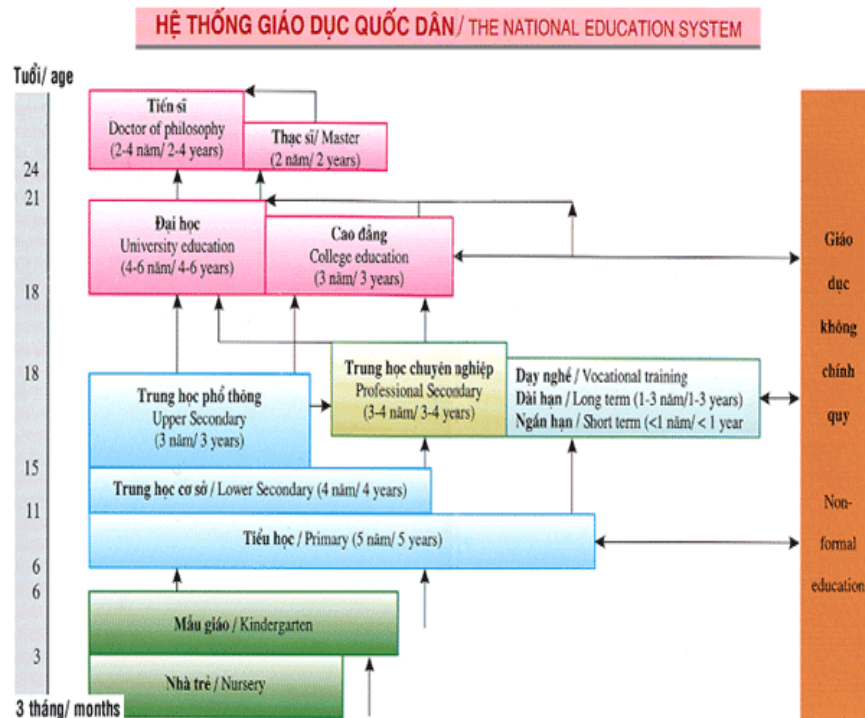 HỆ THỐNG GIÁO DỤC QUỐC DÂN / THE NATIONAL EDUCATION SYSTEM
Tuổi/ age
Tiến sĩ
Doctor of philosophy
(2-4 năm/ 2-4 years)
Thạc sĩ/ Master
(2 năm/ 2 years)
24
21
Đại học
University education
(4-6 năm/ 4-6 years)
Cao đẳng
College education
(3 năm/ 3 years)
18
18
Trung học phổ thông
Upper Secondary
(3 năm/ 3 years)
Trung học chuyên nghiệp
Professional Secondary
(3-4 năm/ 3-4 years)
Dạy nghề / Vocational training
Dài hạn / Long term (1-3 năm/1-3 years)
Ngắn hạn / Short term (<1 năm/ < 1 year
15
Trung học cơ sở / Lower Secondary (4 năm/ 4 years)
11
Tiểu học / Primary (5 năm/ 5 years)
6
6
Mẫu giáo / Kindergarten
3
Nhà trẻ / Nursery
3 tháng/ months
Giáo
dục
không
chính
quy
Non-
formal
education